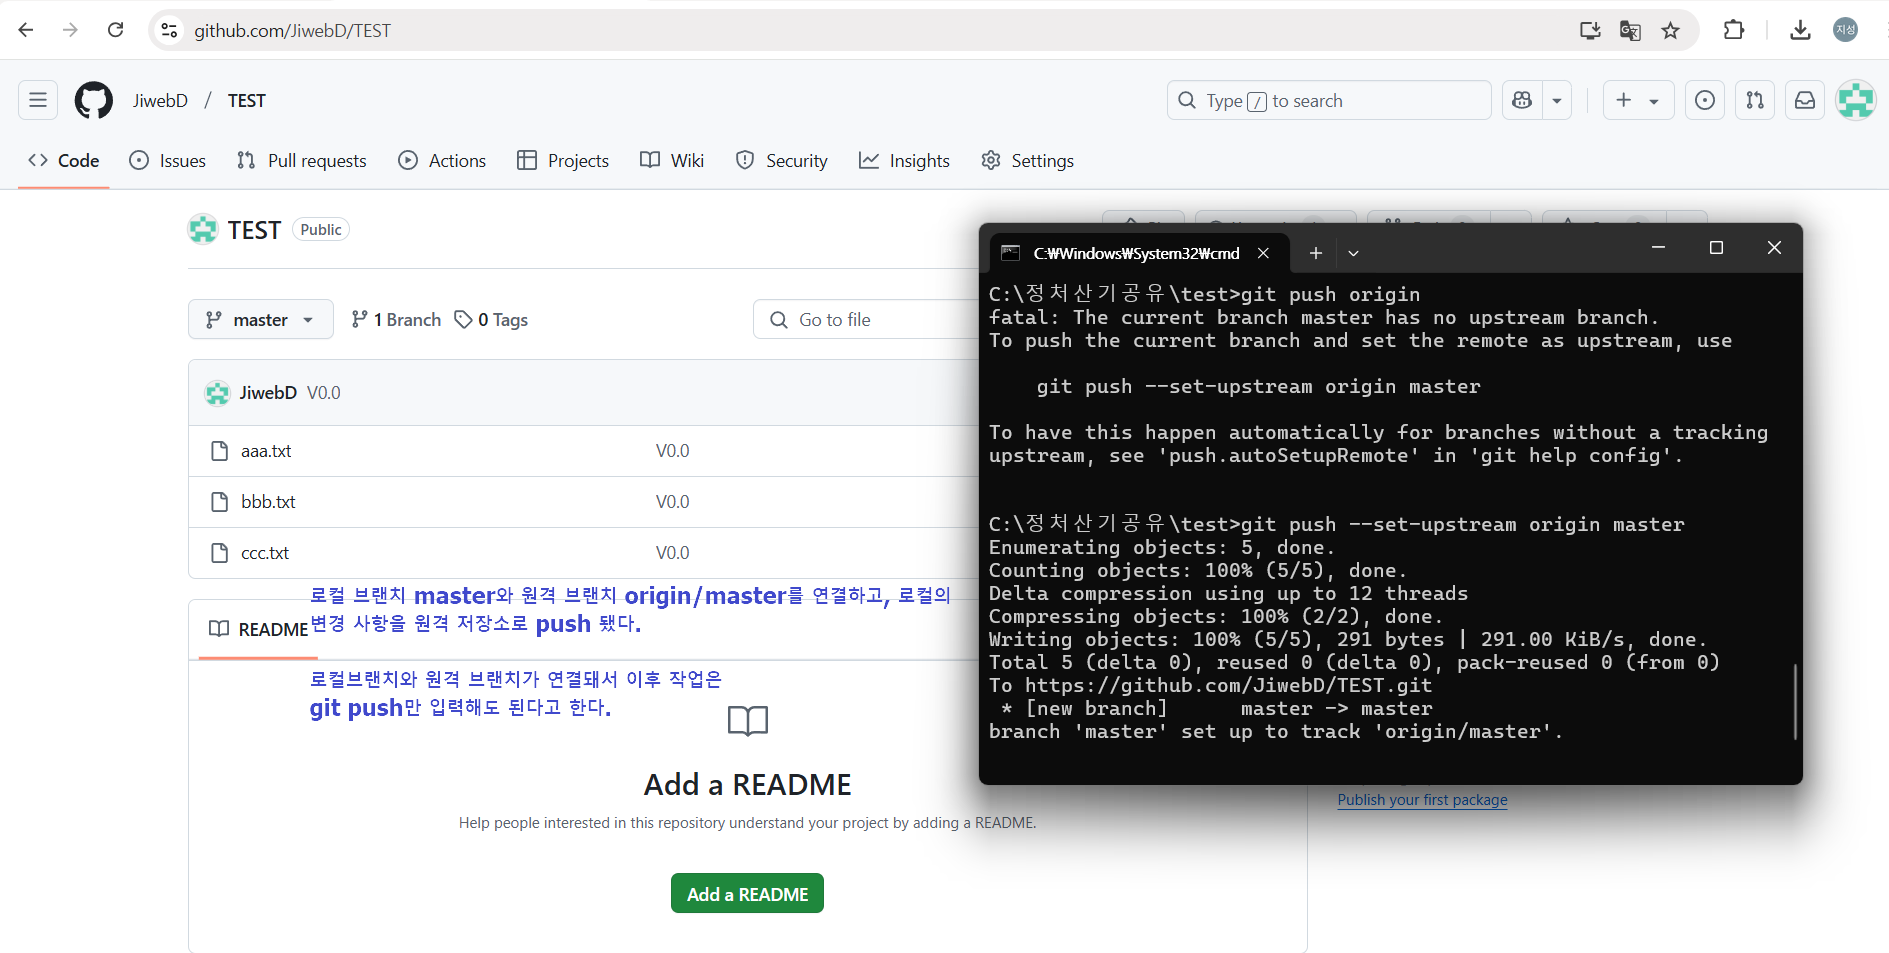 github.com/JiwebD/TEST
지성
JiwebD / TEST
Type / to search
Code
Issues
Pull requests
Actions
Projects
Wiki
Security
Insights
Settings
TEST Public
master
1 Branch
0 Tags
Go to file
JiwebD V0.0
aaa.txt V0.0
bbb.txt V0.0
ccc.txt V0.0
로컬 브랜치 master와 원격 브랜치 origin/master를 연결하고, 로컬의
변경 사항을 원격 저장소로 push 됐다.
README
로컬브랜치와 원격 브랜치가 연결돼서 이후 작업은
git push만 입력해도 된다고 한다.
Add a README
Help people interested in this repository understand your project by adding a README.
Add a README
C:₩Windows₩System32₩cmd
C:\정처산기공유\test>git push origin
fatal: The current branch master has no upstream branch.
To push the current branch and set the remote as upstream, use
git push --set-upstream origin master
To have this happen automatically for branches without a tracking
upstream, see 'push.autoSetupRemote' in 'git help config'.
C:\정처산기공유\test>git push --set-upstream origin master
Enumerating objects: 5, done.
Counting objects: 100% (5/5), done.
Delta compression using up to 12 threads
Compressing objects: 100% (2/2), done.
Writing objects: 100% (5/5), 291 bytes | 291.00 KiB/s, done.
Total 5 (delta 0), reused 0 (delta 0), pack-reused 0 (from 0)
To https://github.com/JiwebD/TEST.git
* [new branch] master -> master
branch 'master' set up to track 'origin/master'.
Publish your first package